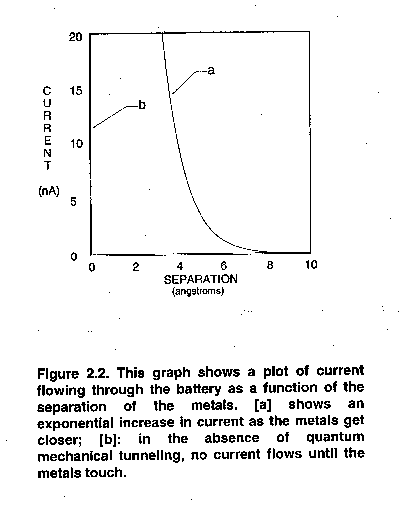 20
a
C
U
R
R
E
N
T
15
b
10
(nA)
5
0
0 2 4 6 8 10
SEPARATION
(angstroms)
Figure 2.2. This graph shows a plot of current
flowing through the battery as a function of the
separation of the metals. [a] shows an
exponential increase in current as the metals get
closer; [b]: in the absence of quantum
mechanical tunneling, no current flows until the
metals touch.